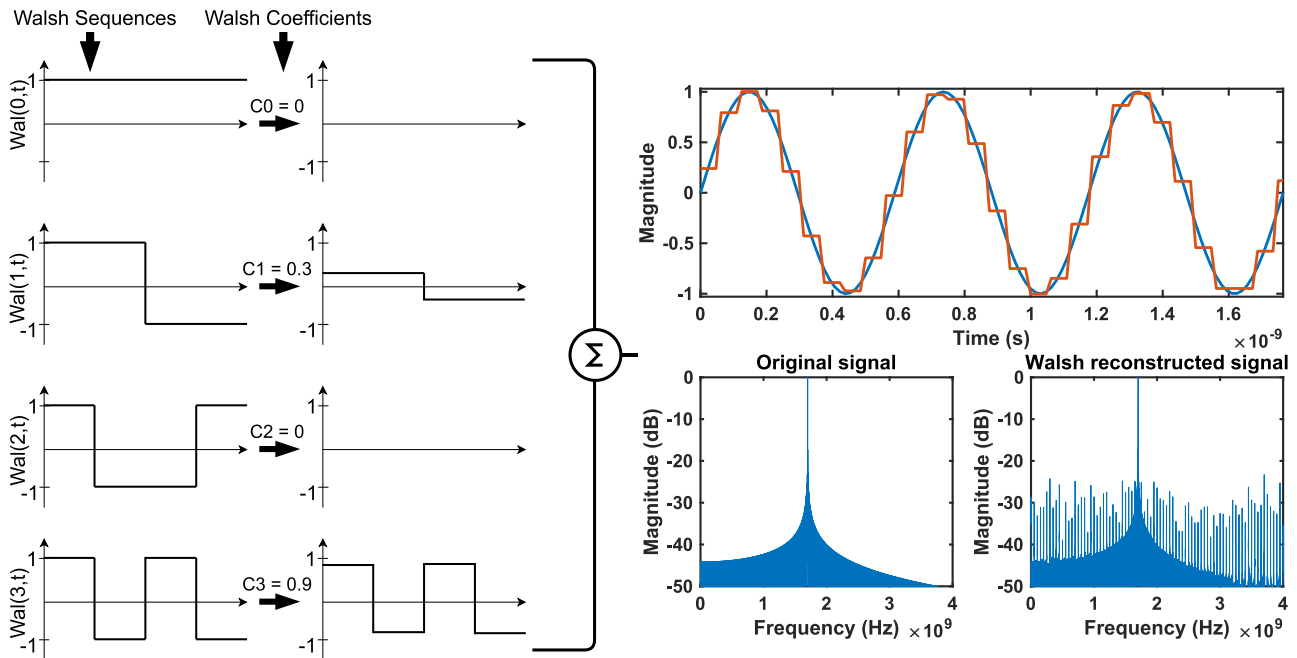 Walsh Sequences
Walsh Coefficients
Wal(0,t)
1
-1
C0 = 0
1
-1
Wal(1,t)
1
-1
C1 = 0.3
1
-1
Wal(2,t)
1
-1
C2 = 0
1
-1
Wal(3,t)
1
-1
C3 = 0.9
1
-1
Σ
Magnitude
1
0.5
0
-0.5
-1
0 0.2 0.4 0.6 0.8 1 1.2 1.4 1.6
Time (s)
×10⁻⁹
Original signal
Magnitude (dB)
0
-10
-20
-30
-40
-50
0 1 2 3 4
Frequency (Hz)
×10⁹
Walsh reconstructed signal
Magnitude (dB)
0
-10
-20
-30
-40
-50
0 1 2 3 4
Frequency (Hz)
×10⁹